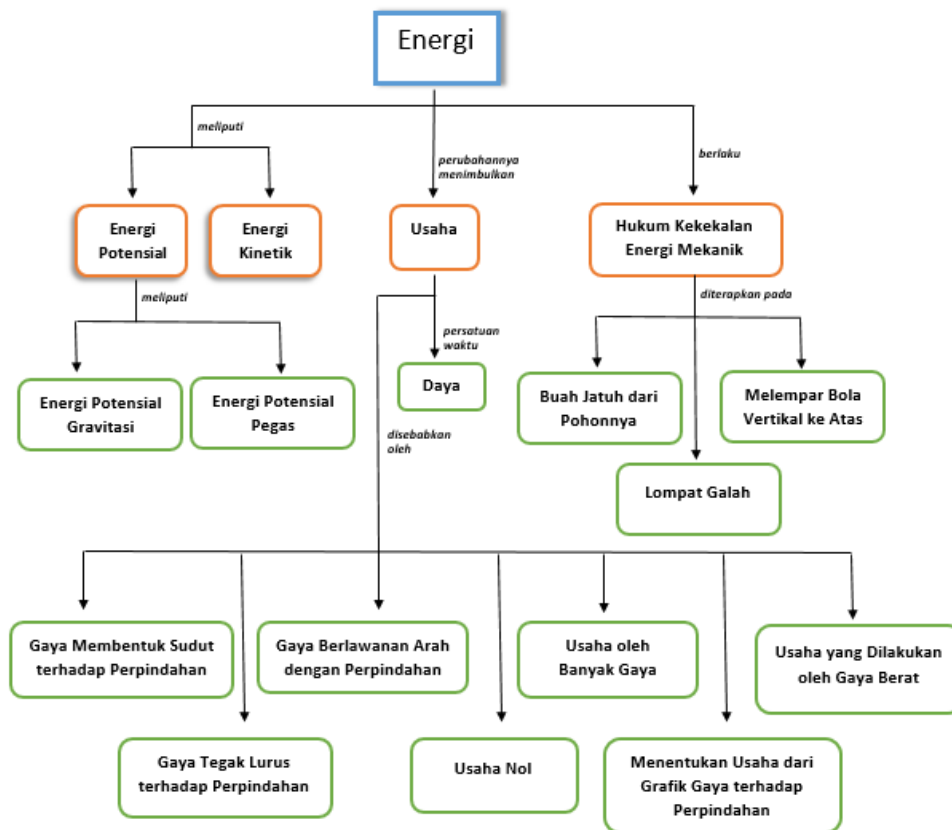 Energi
meliputi
perubahannya
menimbulkan
berlaku
Energi
Potensial
Energi
Kinetik
Usaha
Hukum Kekekalan
Energi Mekanik
meliputi
persatuan
waktu
diterapkan pada
Energi Potensial
Gravitasi
Energi Potensial
Pegas
Daya
Buah Jatuh dari
Pohonnya
Melempar Bola
Vertikal ke Atas
disebabkan
oleh
Lompat Galah
Gaya Membentuk Sudut
terhadap Perpindahan
Gaya Berlawanan Arah
dengan Perpindahan
Usaha oleh
Banyak Gaya
Usaha yang Dilakukan
oleh Gaya Berat
Gaya Tegak Lurus
terhadap Perpindahan
Usaha Nol
Menentukan Usaha dari
Grafik Gaya terhadap
Perpindahan